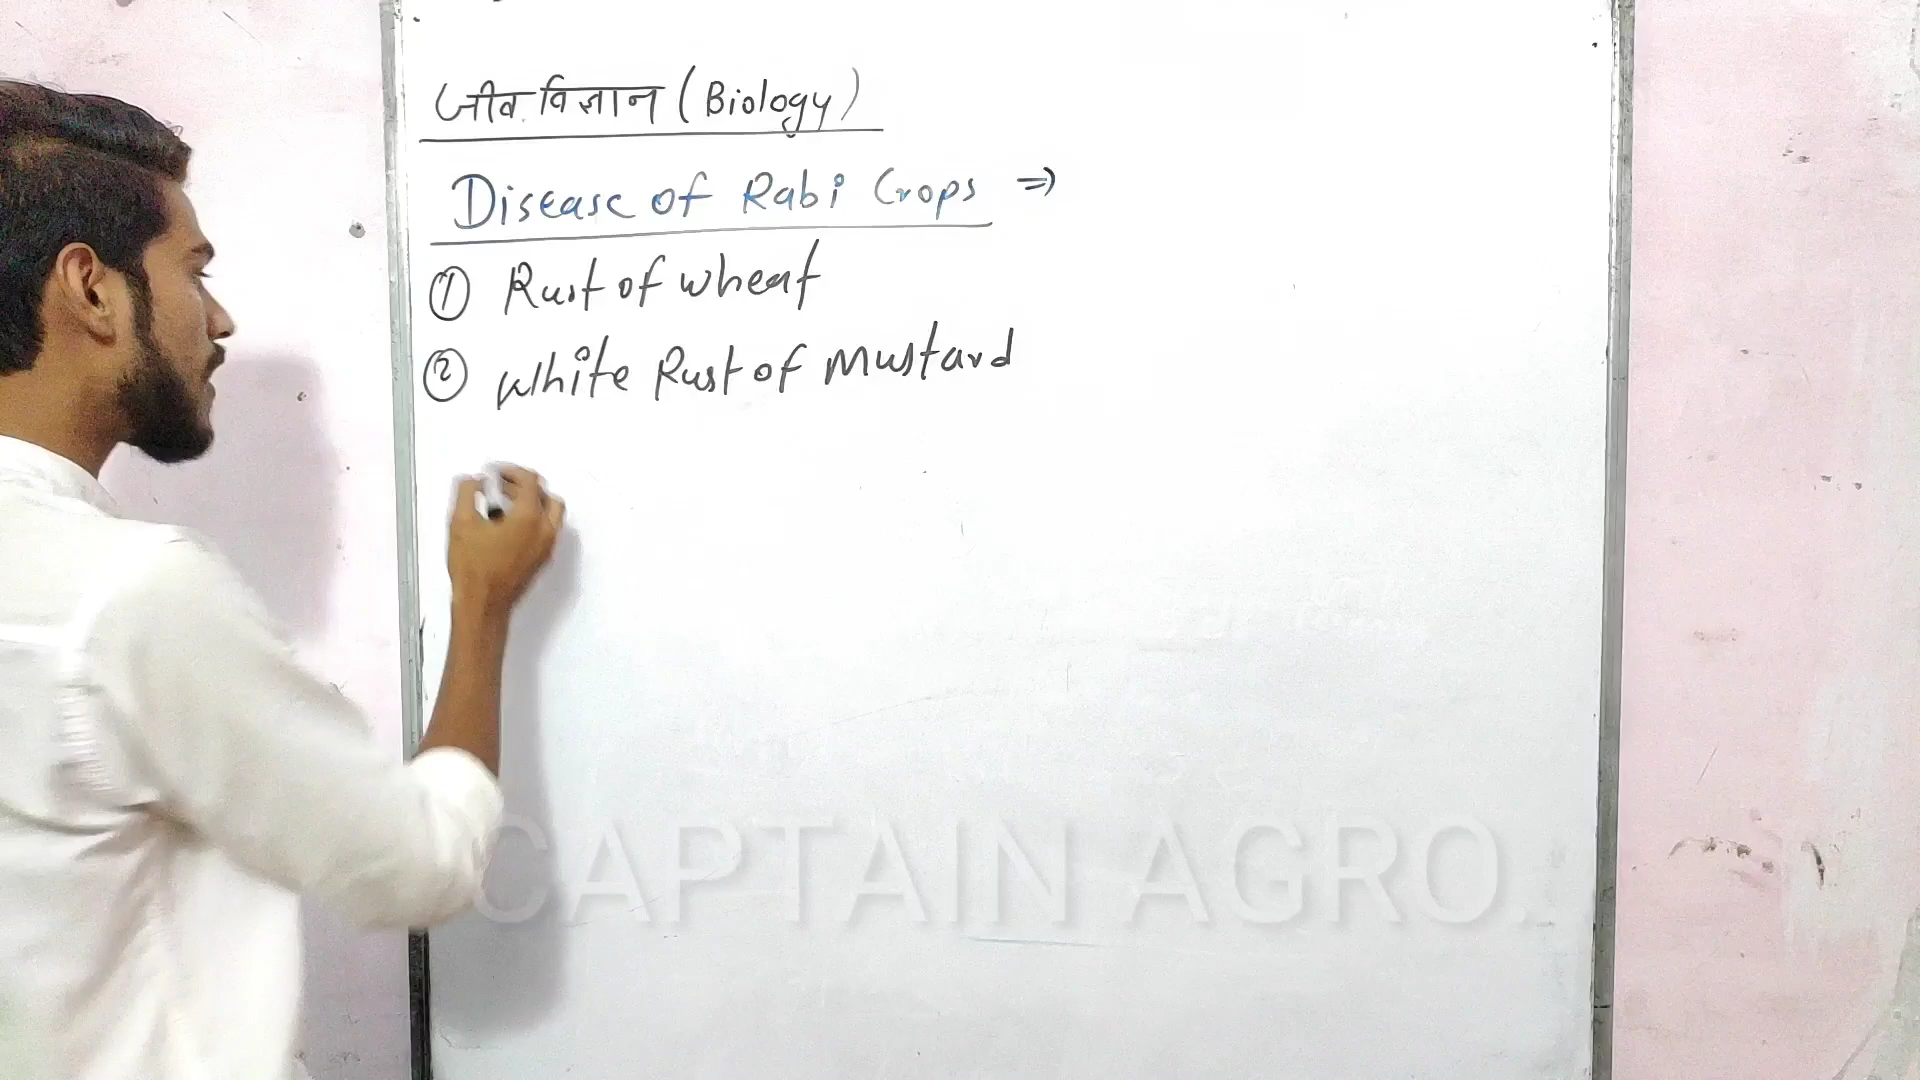 जीव विज्ञान (Biology)
Disease of Rabi Crops ⇒
① Rust of wheat
② White Rust of Mustard
CAPTAIN AGRO.